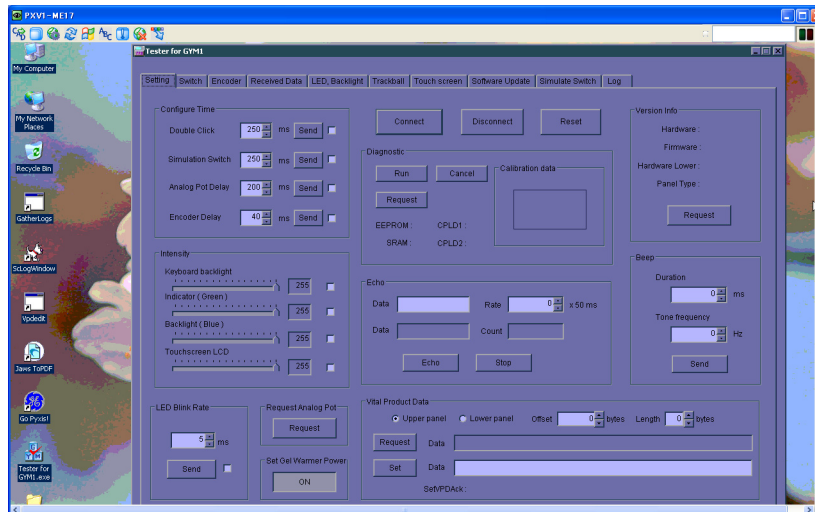 PXV1-ME17
Tester for GYM1
Setting Switch Encoder Received Data LED, Backlight Trackball Touch screen Software Update Simulate Switch Log
My Computer
My Network
Places
Recycle Bin
GatherLogs
ScLogWindow
Vpdedit
Jaws ToPDF
Go Pyxis!
Tester for
GYM1.exe
Configure Time
Double Click 250 ms Send
Simulation Switch 250 ms Send
Analog Pot Delay 200 ms Send
Encoder Delay 40 ms Send
Connect Disconnect Reset
Diagnostic
Run Cancel
Request
Calibration data
EEPROM : CPLD1 :
SRAM : CPLD2 :
Version Info
Hardware :
Firmware :
Hardware Lower :
Panel Type :
Request
Intensity
Keyboard backlight
255
Indicator ( Green )
255
Backlight ( Blue )
255
Touchscreen LCD
255
Echo
Data Rate 0 x 50 ms
Data Count
Echo Stop
Beep
Duration
0 ms
Tone frequency
0 Hz
Send
LED Blink Rate
5 ms
Send
Request Analog Pot
Request
Set Gel Warmer Power
ON
Vital Product Data
Upper panel Lower panel Offset 0 bytes Length 0 bytes
Request Data
Set Data
SetVPDAck :